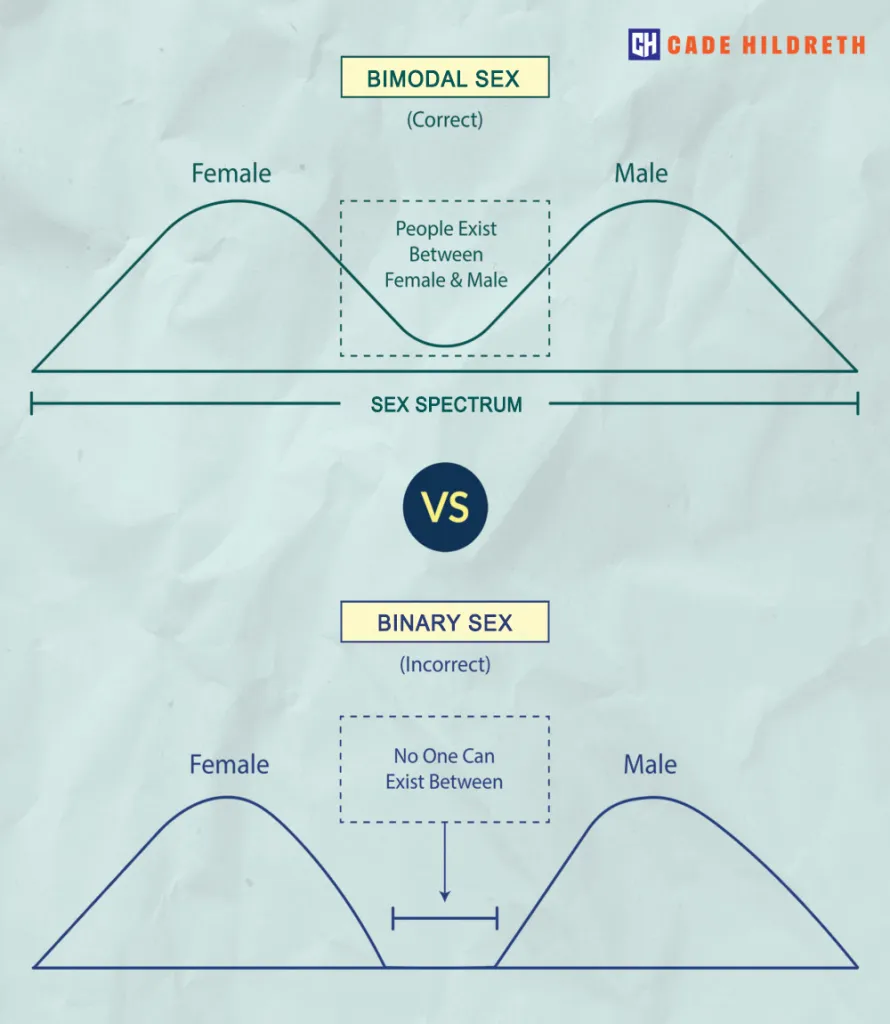 CH CADE HILDRETH
BIMODAL SEX
(Correct)
Female
Male
People Exist
Between
Female & Male
SEX SPECTRUM
VS
BINARY SEX
(Incorrect)
Female
Male
No One Can
Exist Between